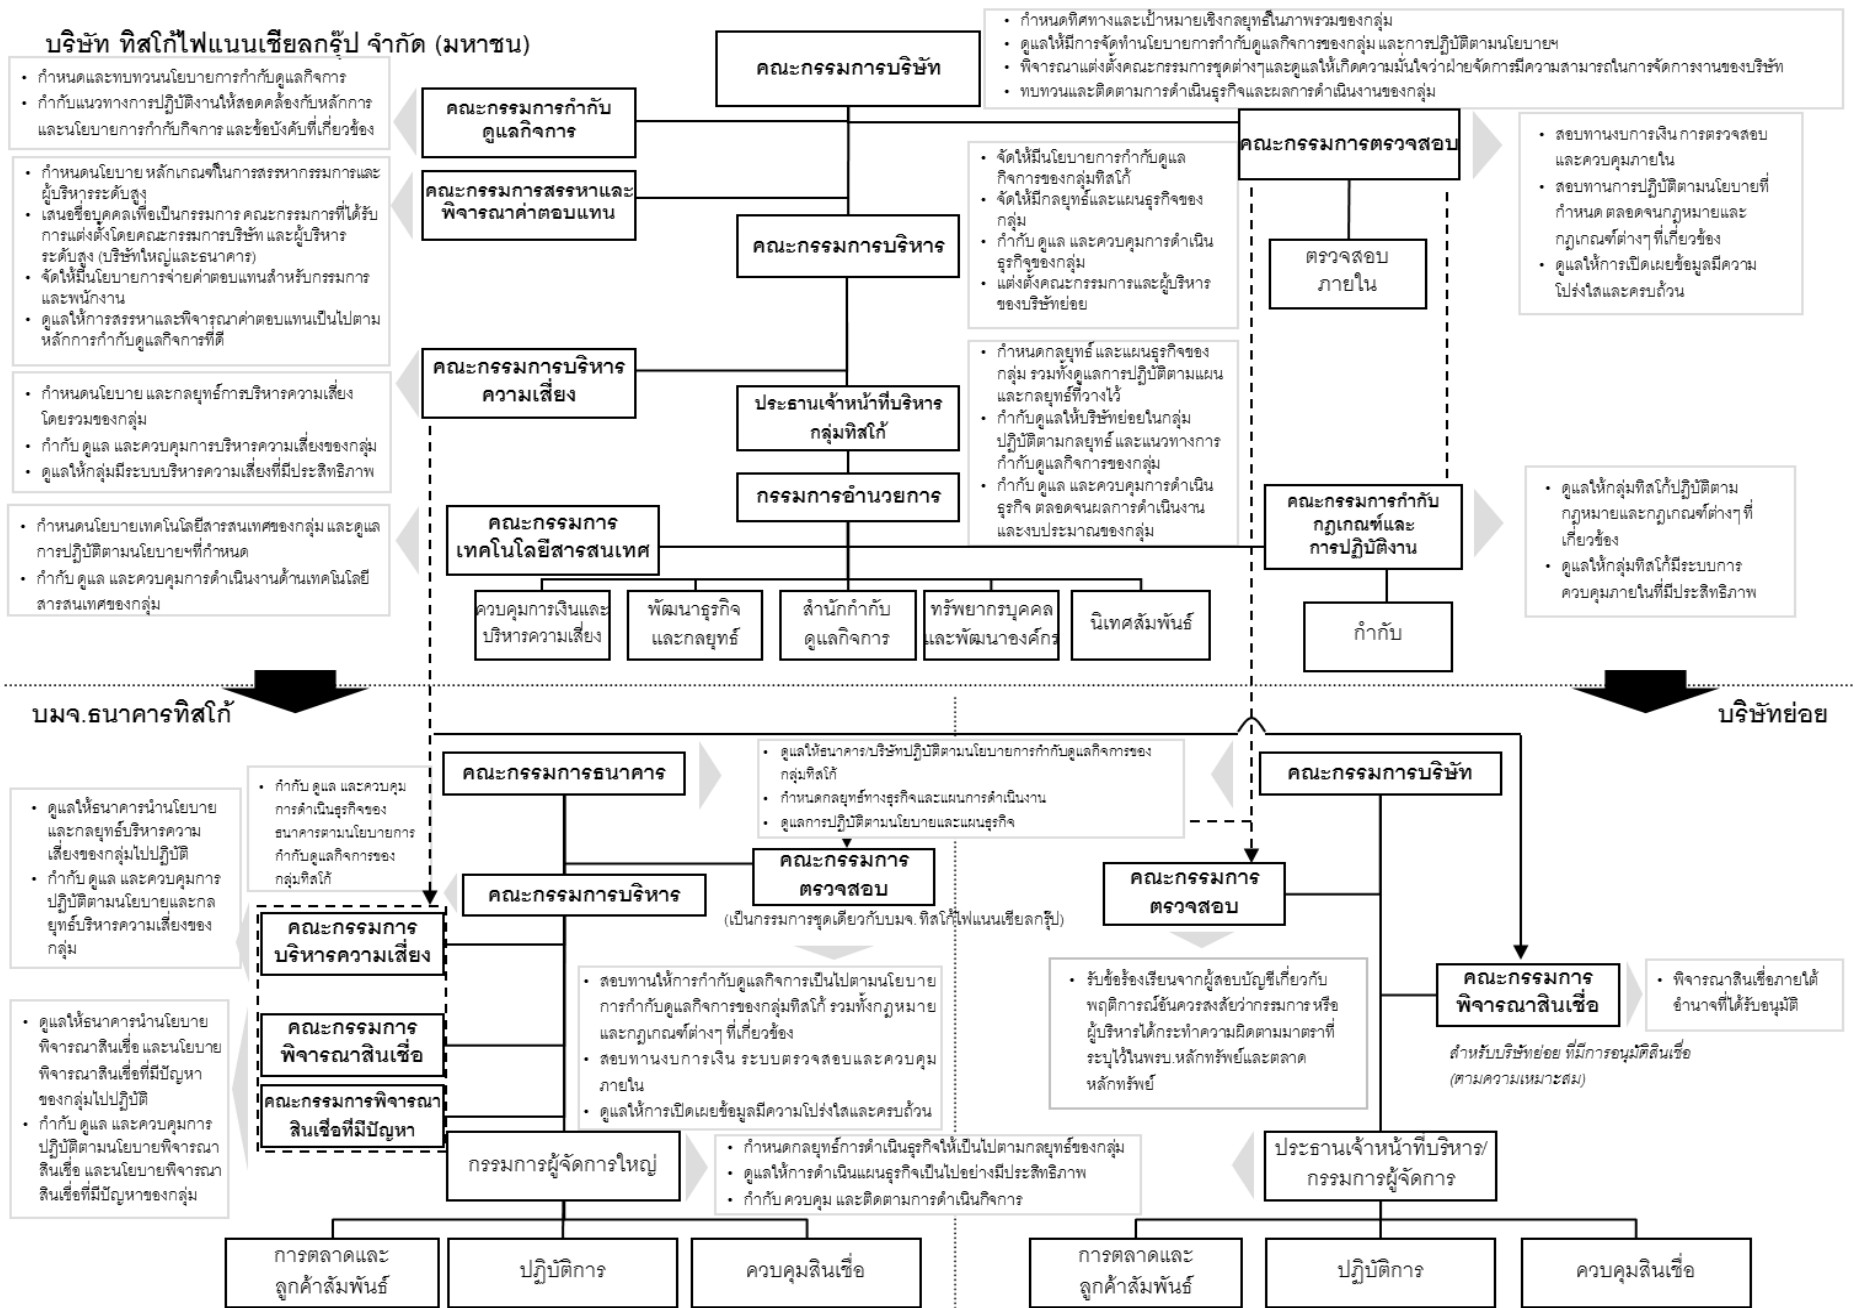 บริษัท ทิสโก้ไฟแนนเชียลกรุ๊ป จำกัด (มหาชน)
คณะกรรมการบริษัท
• กำหนดทิศทางและเป้าหมายเชิงกลยุทธ์ในภาพรวมของกลุ่ม
• ดูแลให้มีการจัดทำนโยบายการกำกับดูแลกิจการของกลุ่ม และการปฏิบัติตามนโยบายฯ
• พิจารณาแต่งตั้งคณะกรรมการชุดต่างๆและดูแลให้เกิดความมั่นใจว่าฝ่ายจัดการมีความสามารถในการจัดการงานของบริษัท
• ทบทวนและติดตามการดำเนินธุรกิจและผลการดำเนินงานของกลุ่ม
• กำหนดและทบทวนนโยบายการกำกับดูแลกิจการ
• กำกับแนวทางการปฏิบัติงานให้สอดคล้องกับหลักการ
และนโยบายการกำกับกิจการ และข้อบังคับที่เกี่ยวข้อง
คณะกรรมการกำกับ
ดูแลกิจการ
คณะกรรมการตรวจสอบ
• สอบทานงบการเงิน การตรวจสอบ
และควบคุมภายใน
• สอบทานการปฏิบัติตามนโยบายที่
กำหนด ตลอดจนกฎหมายและ
กฎเกณฑ์ต่างๆ ที่เกี่ยวข้อง
• ดูแลให้การเปิดเผยข้อมูลมีความ
โปร่งใสและครบถ้วน
• กำหนดนโยบาย หลักเกณฑ์ในการสรรหากรรมการและ
ผู้บริหารระดับสูง
• เสนอชื่อบุคคลเพื่อเป็นกรรมการ คณะกรรมการที่ได้รับ
การแต่งตั้งโดยคณะกรรมการบริษัท และผู้บริหาร
ระดับสูง (บริษัทใหญ่และธนาคาร)
• จัดให้มีนโยบายการจ่ายค่าตอบแทนสำหรับกรรมการ
และพนักงาน
• ดูแลให้การสรรหาและพิจารณาค่าตอบแทนเป็นไปตาม
หลักการกำกับดูแลกิจการที่ดี
คณะกรรมการสรรหาและ
พิจารณาค่าตอบแทน
คณะกรรมการบริหาร
• จัดให้มีนโยบายการกำกับดูแล
กิจการของกลุ่มทิสโก้
• จัดให้มีกลยุทธ์และแผนธุรกิจของ
กลุ่ม
• กำกับ ดูแล และควบคุมการดำเนิน
ธุรกิจของกลุ่ม
• แต่งตั้งคณะกรรมการและผู้บริหาร
ของบริษัทย่อย
ตรวจสอบ
ภายใน
• กำหนดนโยบาย และกลยุทธ์การบริหารความเสี่ยง
โดยรวมของกลุ่ม
• กำกับ ดูแล และควบคุมการบริหารความเสี่ยงของกลุ่ม
• ดูแลให้กลุ่มมีระบบบริหารความเสี่ยงที่มีประสิทธิภาพ
คณะกรรมการบริหาร
ความเสี่ยง
ประธานเจ้าหน้าที่บริหาร
กลุ่มทิสโก้
• กำหนดกลยุทธ์ และแผนธุรกิจของ
กลุ่ม รวมทั้งดูแลการปฏิบัติตามแผน
และกลยุทธ์ที่วางไว้
• กำกับดูแลให้บริษัทย่อยในกลุ่ม
ปฏิบัติตามกลยุทธ์ และแนวทางการ
กำกับดูแลกิจการของกลุ่ม
• กำกับ ดูแล และควบคุมการดำเนิน
ธุรกิจ ตลอดจนผลการดำเนินงาน
และงบประมาณของกลุ่ม
กรรมการอำนวยการ
• กำหนดนโยบายเทคโนโลยีสารสนเทศของกลุ่ม และดูแล
การปฏิบัติตามนโยบายฯที่กำหนด
• กำกับ ดูแล และควบคุมการดำเนินงานด้านเทคโนโลยี
สารสนเทศของกลุ่ม
คณะกรรมการ
เทคโนโลยีสารสนเทศ
คณะกรรมการกำกับ
กฎเกณฑ์และ
การปฏิบัติงาน
• ดูแลให้กลุ่มทิสโก้ปฏิบัติตาม
กฎหมายและกฎเกณฑ์ต่างๆ ที่
เกี่ยวข้อง
• ดูแลให้กลุ่มทิสโก้มีระบบการ
ควบคุมภายในที่มีประสิทธิภาพ
ควบคุมการเงินและ
บริหารความเสี่ยง
พัฒนาธุรกิจ
และกลยุทธ์
สำนักกำกับ
ดูแลกิจการ
ทรัพยากรบุคคล
และพัฒนาองค์กร
นิเทศสัมพันธ์
กำกับ
บมจ.ธนาคารทิสโก้
บริษัทย่อย
คณะกรรมการธนาคาร
• ดูแลให้ธนาคาร/บริษัทปฏิบัติตามนโยบายการกำกับดูแลกิจการของ
กลุ่มทิสโก้
• กำหนดกลยุทธ์ทางธุรกิจและแผนการดำเนินงาน
• ดูแลการปฏิบัติตามนโยบายและแผนธุรกิจ
คณะกรรมการบริษัท
• กำกับ ดูแล และควบคุม
การดำเนินธุรกิจของ
ธนาคารตามนโยบายการ
กำกับดูแลกิจการของ
กลุ่มทิสโก้
• ดูแลให้ธนาคารนำนโยบาย
และกลยุทธ์บริหารความ
เสี่ยงของกลุ่มไปปฏิบัติ
• กำกับ ดูแล และควบคุมการ
ปฏิบัติตามนโยบายและกล
ยุทธ์บริหารความเสี่ยงของ
กลุ่ม
คณะกรรมการบริหาร
คณะกรรมการ
ตรวจสอบ
(เป็นกรรมการชุดเดียวกับบมจ. ทิสโก้ไฟแนนเชียลกรุ๊ป)
คณะกรรมการ
ตรวจสอบ
คณะกรรมการ
บริหารความเสี่ยง
• สอบทานให้การกำกับดูแลกิจการเป็นไปตามนโยบาย
การกำกับดูแลกิจการของกลุ่มทิสโก้ รวมทั้งกฎหมาย
และกฎเกณฑ์ต่างๆ ที่เกี่ยวข้อง
• สอบทานงบการเงิน ระบบตรวจสอบและควบคุม
ภายใน
• ดูแลให้การเปิดเผยข้อมูลมีความโปร่งใสและครบถ้วน
• รับข้อร้องเรียนจากผู้สอบบัญชีเกี่ยวกับ
พฤติการณ์อันควรสงสัยว่ากรรมการ หรือ
ผู้บริหารได้กระทำความผิดตามมาตราที่
ระบุไว้ในพรบ.หลักทรัพย์และตลาด
หลักทรัพย์
คณะกรรมการ
พิจารณาสินเชื่อ
• พิจารณาสินเชื่อภายใต้
อำนาจที่ได้รับอนุมัติ
สำหรับบริษัทย่อย ที่มีการอนุมัติสินเชื่อ
(ตามความเหมาะสม)
• ดูแลให้ธนาคารนำนโยบาย
พิจารณาสินเชื่อ และนโยบาย
พิจารณาสินเชื่อที่มีปัญหา
ของกลุ่มไปปฏิบัติ
• กำกับ ดูแล และควบคุมการ
ปฏิบัติตามนโยบายพิจารณา
สินเชื่อ และนโยบายพิจารณา
สินเชื่อที่มีปัญหาของกลุ่ม
คณะกรรมการ
พิจารณาสินเชื่อ
คณะกรรมการพิจารณา
สินเชื่อที่มีปัญหา
กรรมการผู้จัดการใหญ่
• กำหนดกลยุทธ์การดำเนินธุรกิจให้เป็นไปตามกลยุทธ์ของกลุ่ม
• ดูแลให้การดำเนินแผนธุรกิจเป็นไปอย่างมีประสิทธิภาพ
• กำกับ ควบคุม และติดตามการดำเนินกิจการ
ประธานเจ้าหน้าที่บริหาร/
กรรมการผู้จัดการ
การตลาดและ
ลูกค้าสัมพันธ์
ปฏิบัติการ
ควบคุมสินเชื่อ
การตลาดและ
ลูกค้าสัมพันธ์
ปฏิบัติการ
ควบคุมสินเชื่อ